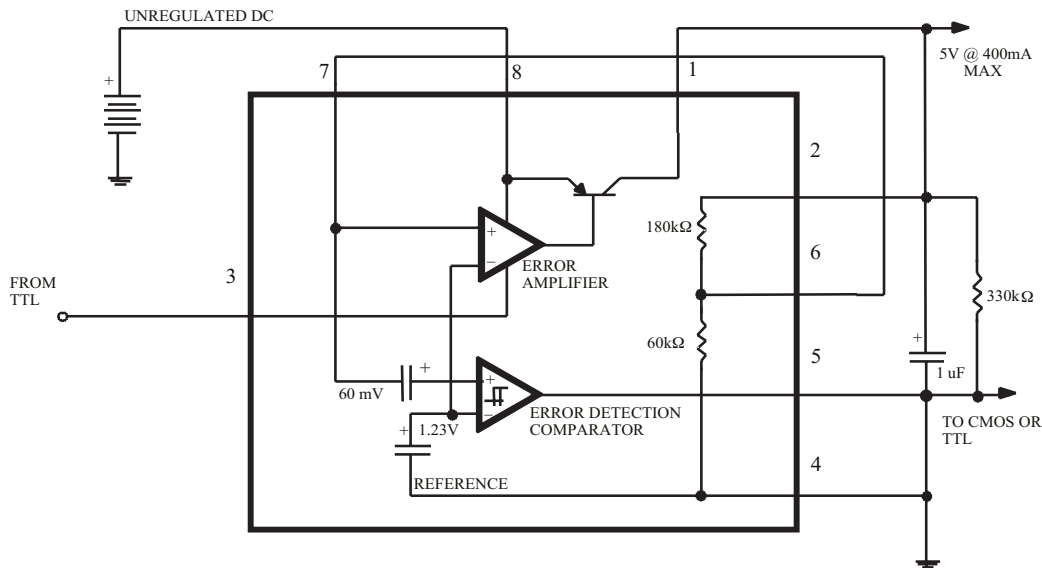 UNREGULATED DC
+
7
8
1
5V @ 400mA
MAX
2
180kΩ
+
−
6
3
ERROR
AMPLIFIER
FROM
TTL
330kΩ
60kΩ
5
+
1 uF
+
+
60 mV
−
ERROR DETECTION
COMPARATOR
+
1.23V
TO CMOS OR
TTL
4
REFERENCE